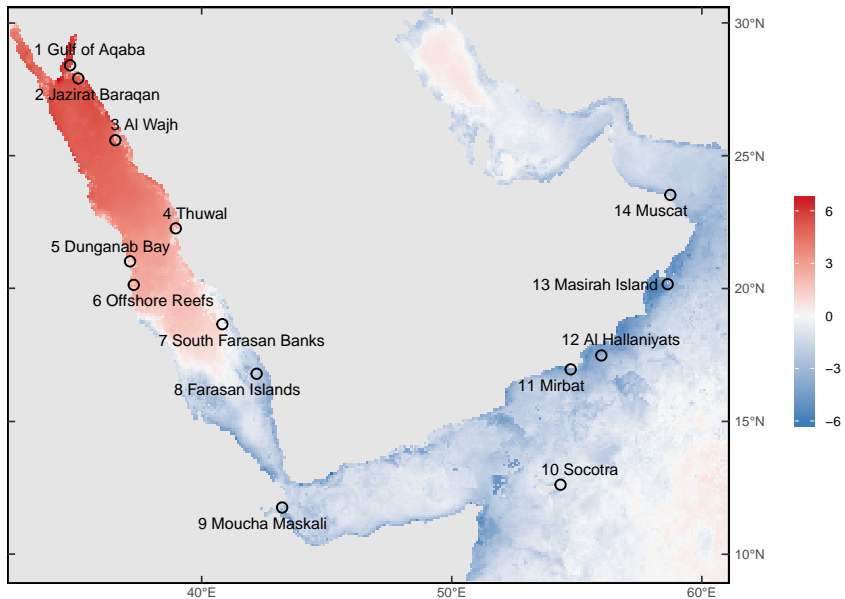 30°N
1 Gulf of Aqaba
2 Jazirat Baraqan
3 Al Wajh
25°N
4 Thuwal
14 Muscat
6
5 Dunganab Bay
3
13 Masirah Island
20°N
6 Offshore Reefs
0
7 South Farasan Banks
12 Al Hallaniyats
−3
8 Farasan Islands
11 Mirbat
15°N
−6
10 Socotra
9 Moucha Maskali
10°N
40°E
50°E
60°E